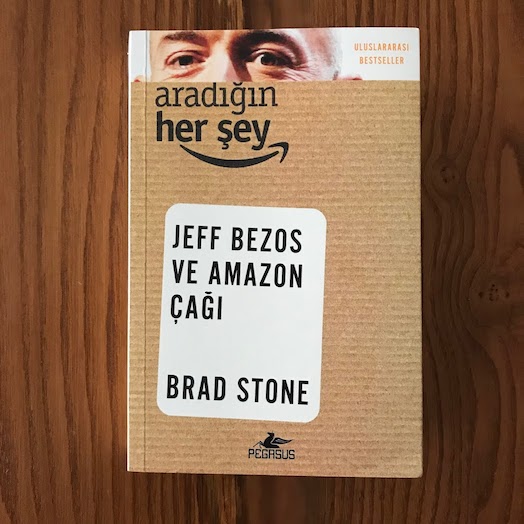 ULUSLARARASI
BESTSELLER
aradığın
her şey
JEFF BEZOS
VE AMAZON
ÇAĞI
BRAD STONE
PEGASUS